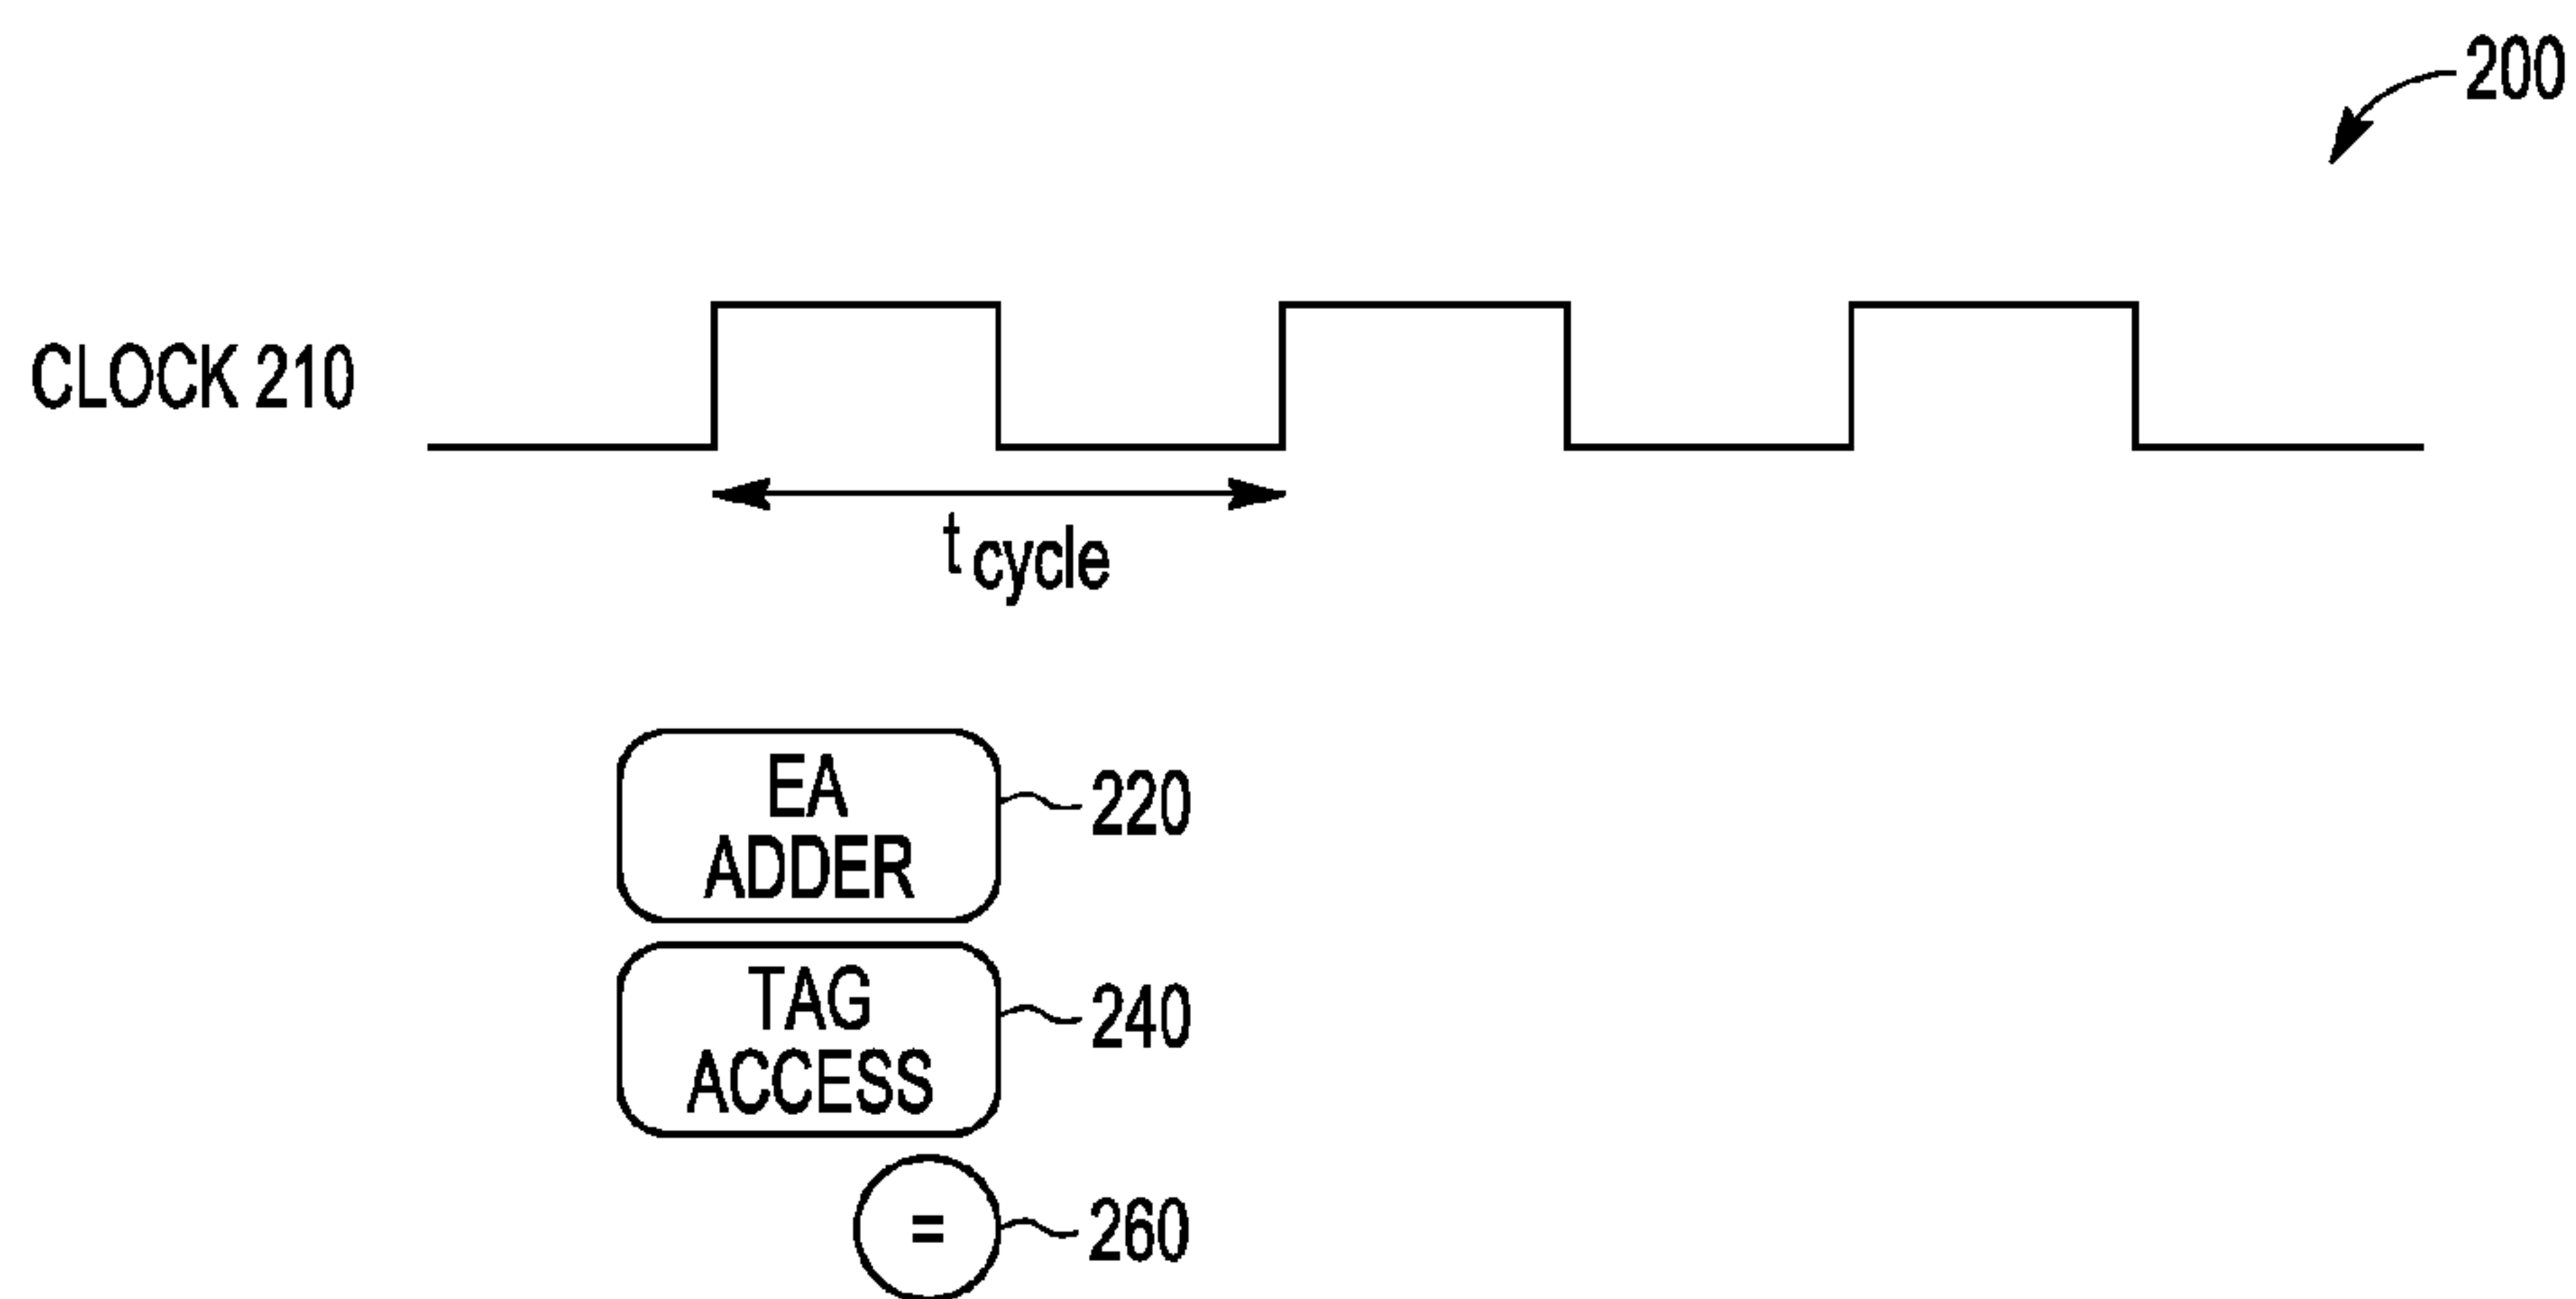 200
CLOCK 210
t cycle
EA
ADDER
220
TAG
ACCESS
240
=
260